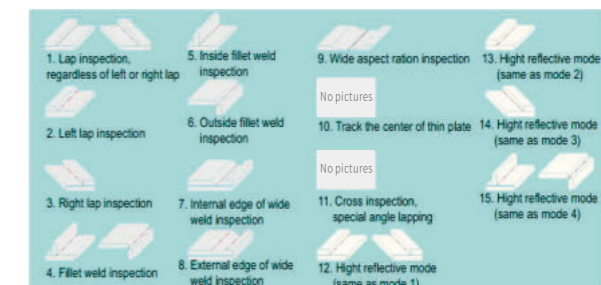 1. Lap inspection,
regardless of left or right lap
2. Left lap inspection
3. Right lap inspection
4. Fillet weld inspection
5. Inside fillet weld
inspection
6. Outside fillet weld
inspection
7. Internal edge of wide
weld inspection
8. External edge of wide
weld inspection
9. Wide aspect ration inspection
No pictures
10. Track the center of thin plate
No pictures
11. Cross inspection,
special angle lapping
12. Hight reflective mode
(same as mode 1)
13. Hight reflective mode
(same as mode 2)
14. Hight reflective mode
(same as mode 3)
15. Hight reflective mode
(same as mode 4)